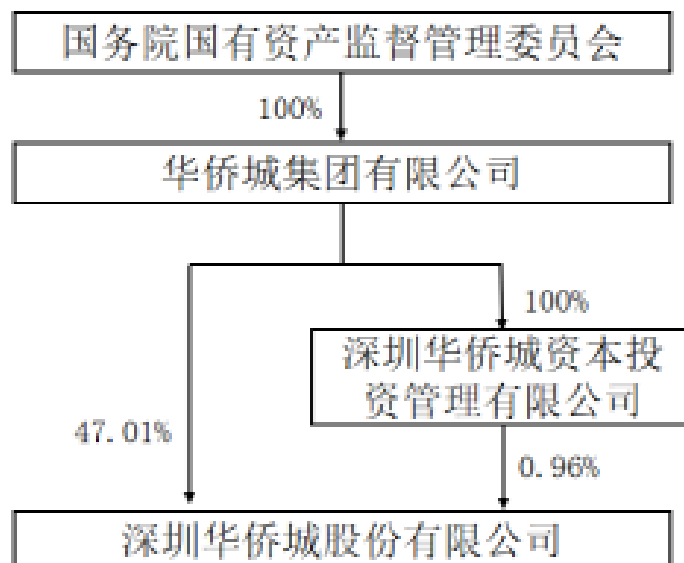 国务院国有资产监督管理委员会
100%
华侨城集团有限公司
100%
深圳华侨城资本投
资管理有限公司
47.01%
0.96%
深圳华侨城股份有限公司